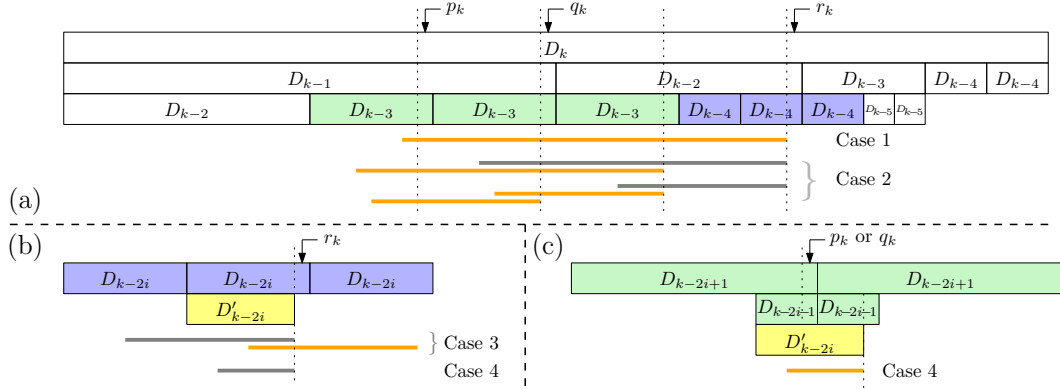 p_k q_k r_k
D_k
D_{k-1} D_{k-2} D_{k-3} D_{k-4} D_{k-4}
D_{k-2} D_{k-3} D_{k-3} D_{k-3} D_{k-4} D_{k-4} D_{k-4} D_{k-5} D_{k-5}
Case 1
Case 2
(a)
(b) r_k
D_{k-2i} D_{k-2i} D_{k-2i}
D'_{k-2i}
Case 3
Case 4
(c) p_k or q_k
D_{k-2i+1} D_{k-2i+1}
D_{k-2i-1} D_{k-2i-1}
D'_{k-2i}
Case 4